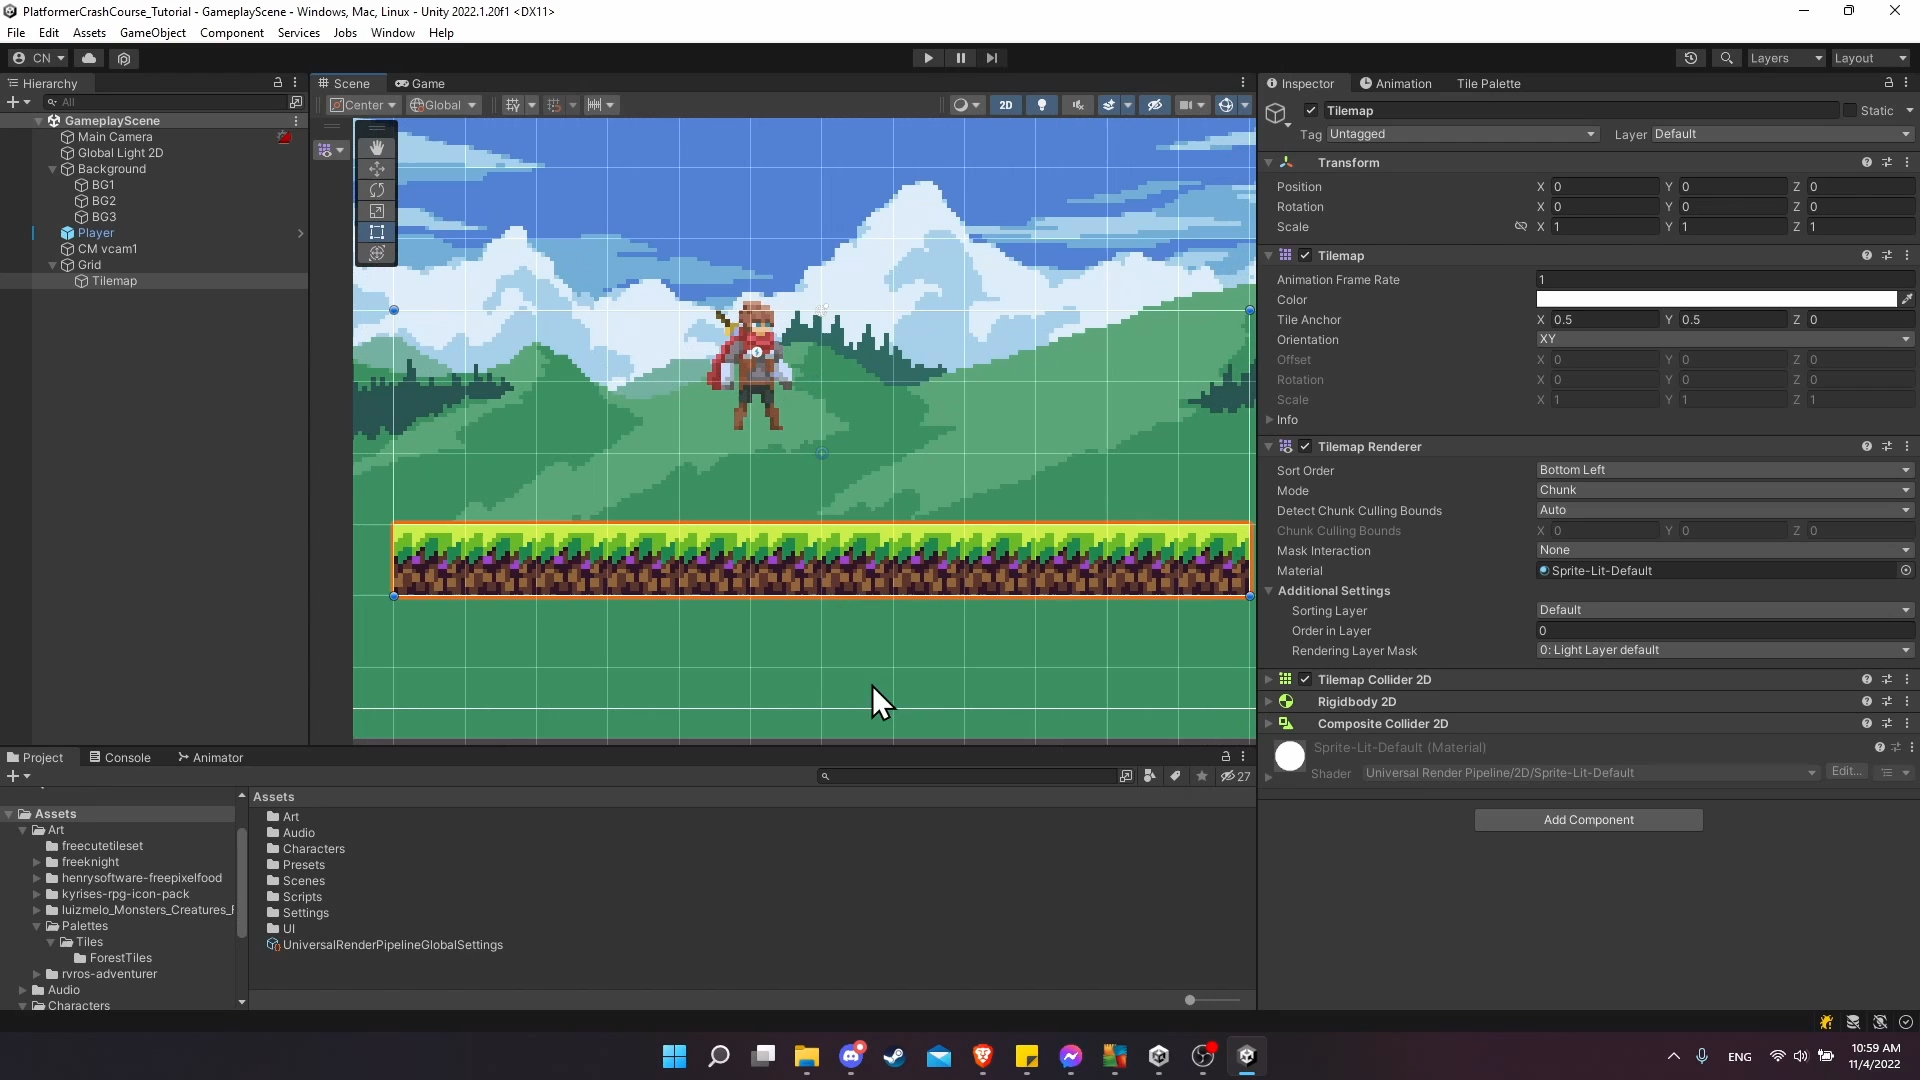 PlatformerCrashCourse_Tutorial - GameplayScene - Windows, Mac, Linux - Unity 2022.1.20f1 <DX11>
File Edit Assets GameObject Component Services Jobs Window Help
CN
Layers
Layout
Hierarchy
All
GameplayScene
Main Camera
Global Light 2D
Background
BG1
BG2
BG3
Player
CM vcam1
Grid
Tilemap
Scene
Game
Center
Global
2D
Inspector
Animation
Tile Palette
Tilemap
Static
Tag Untagged
Layer Default
Transform
Position X 0 Y 0 Z 0
Rotation X 0 Y 0 Z 0
Scale X 1 Y 1 Z 1
Tilemap
Animation Frame Rate 1
Color
Tile Anchor X 0.5 Y 0.5 Z 0
Orientation XY
Offset X 0 Y 0 Z 0
Rotation X 0 Y 0 Z 0
Scale X 1 Y 1 Z 1
Info
Tilemap Renderer
Sort Order Bottom Left
Mode Chunk
Detect Chunk Culling Bounds Auto
Chunk Culling Bounds X 0 Y 0 Z 0
Mask Interaction None
Material Sprite-Lit-Default
Additional Settings
Sorting Layer Default
Order in Layer 0
Rendering Layer Mask 0: Light Layer default
Tilemap Collider 2D
Rigidbody 2D
Composite Collider 2D
Sprite-Lit-Default (Material)
Shader Universal Render Pipeline/2D/Sprite-Lit-Default Edit...
Add Component
Project
Console
Animator
27
Assets
Art
freecutetileset
freeknight
henrysoftware-freepixelfood
kyrises-rpg-icon-pack
luizmelo_Monsters_Creatures_F
Palettes
Tiles
ForestTiles
rvros-adventurer
Audio
Characters
Assets
Art
Audio
Characters
Presets
Scenes
Scripts
Settings
UI
UniversalRenderPipelineGlobalSettings
ENG
10:59 AM
11/4/2022